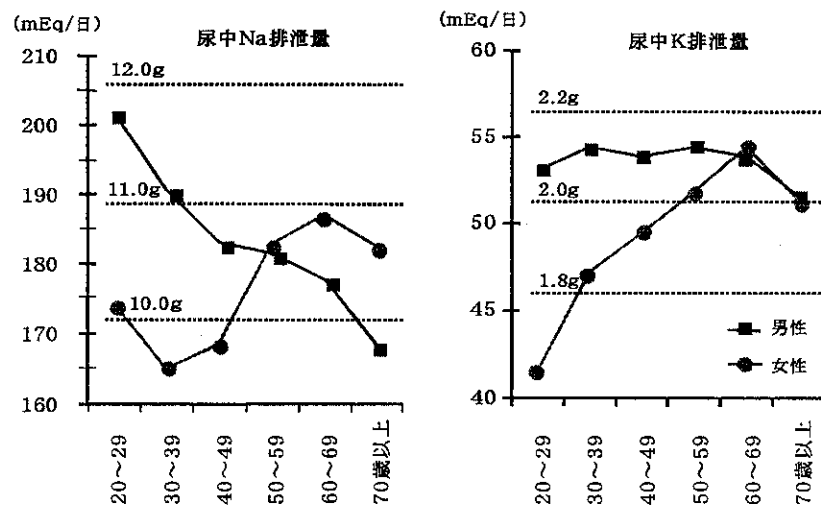 (mEq/日)
尿中Na排泄量
210
12.0g
200
11.0g
190
180
10.0g
170
160
20～29
30～39
40～49
50～59
60～69
70歳以上
(mEq/日)
尿中K排泄量
60
2.2g
55
2.0g
50
1.8g
45
男性
女性
40
20～29
30～39
40～49
50～59
60～69
70歳以上